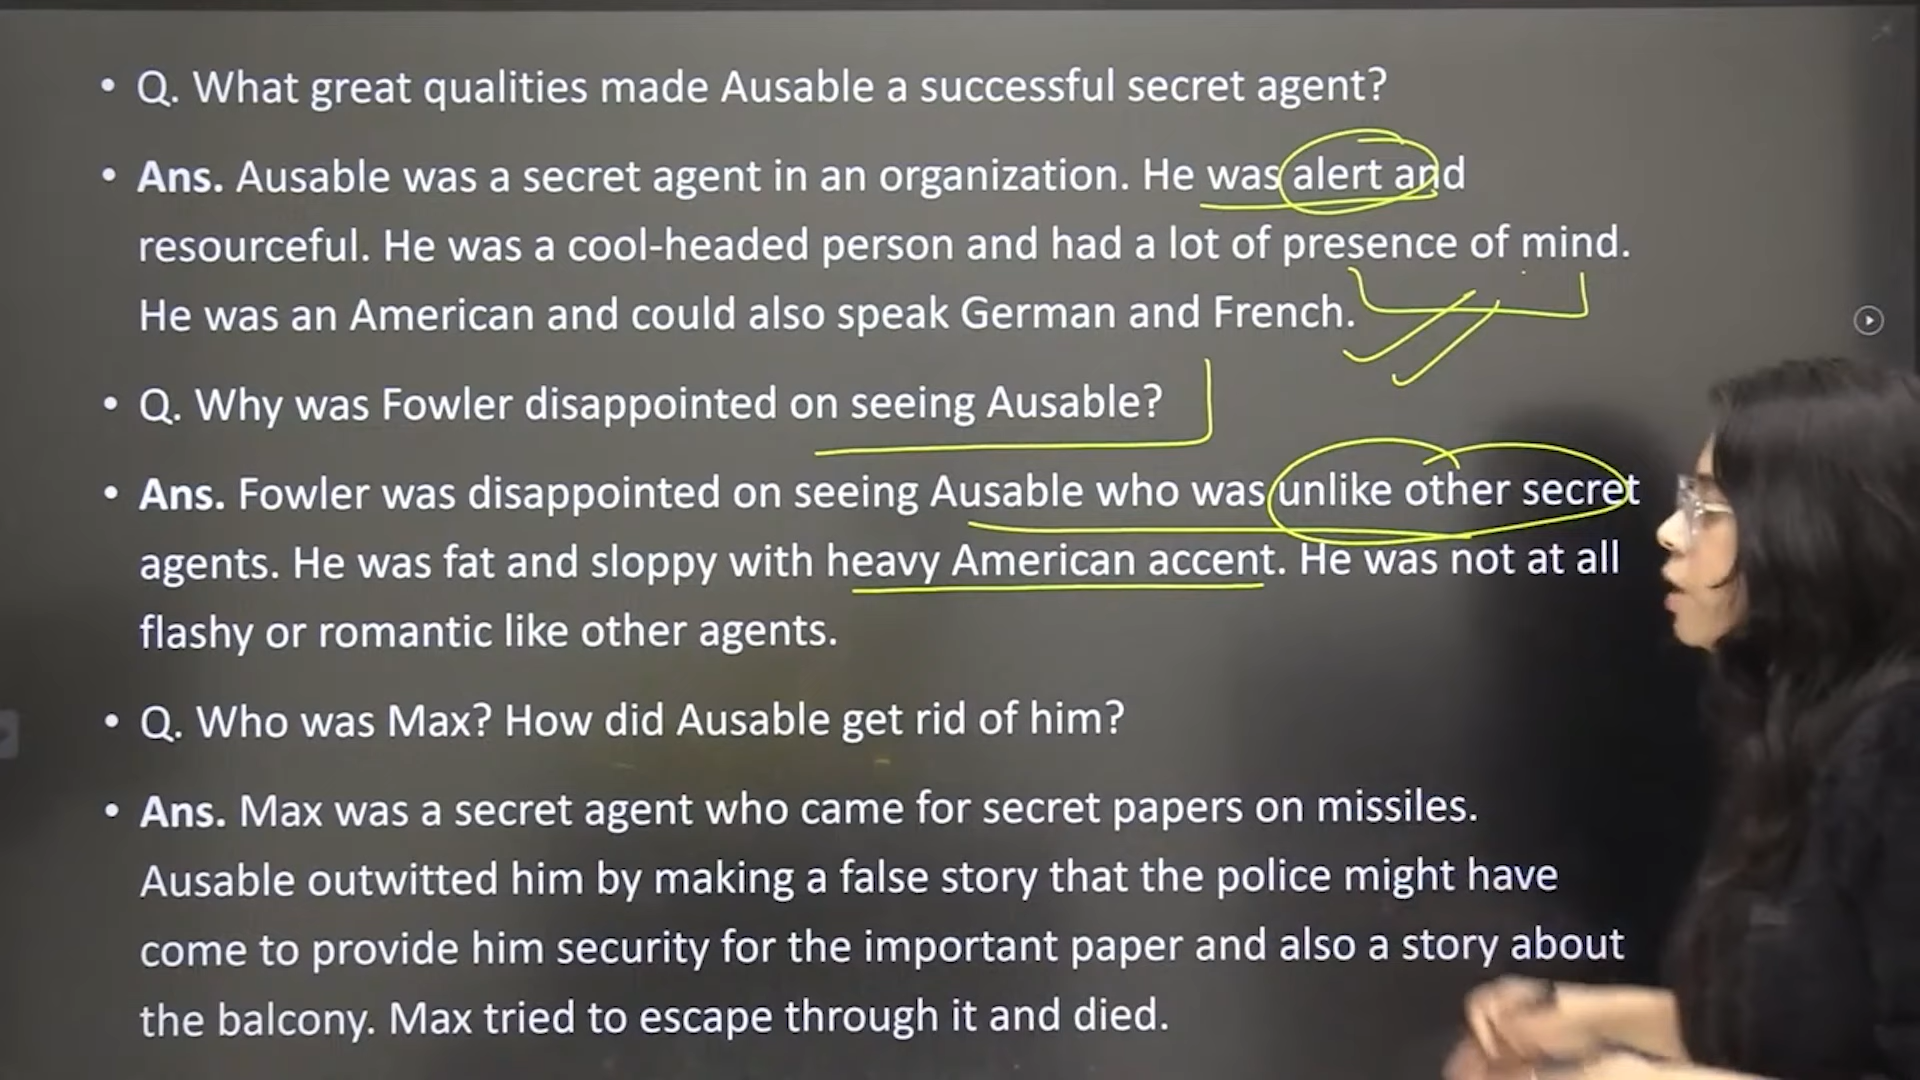 • Q. What great qualities made Ausable a successful secret agent?
• Ans. Ausable was a secret agent in an organization. He was alert and
resourceful. He was a cool-headed person and had a lot of presence of mind.
He was an American and could also speak German and French.
• Q. Why was Fowler disappointed on seeing Ausable?
• Ans. Fowler was disappointed on seeing Ausable who was unlike other secret
agents. He was fat and sloppy with heavy American accent. He was not at all
flashy or romantic like other agents.
• Q. Who was Max? How did Ausable get rid of him?
• Ans. Max was a secret agent who came for secret papers on missiles.
Ausable outwitted him by making a false story that the police might have
come to provide him security for the important paper and also a story about
the balcony. Max tried to escape through it and died.